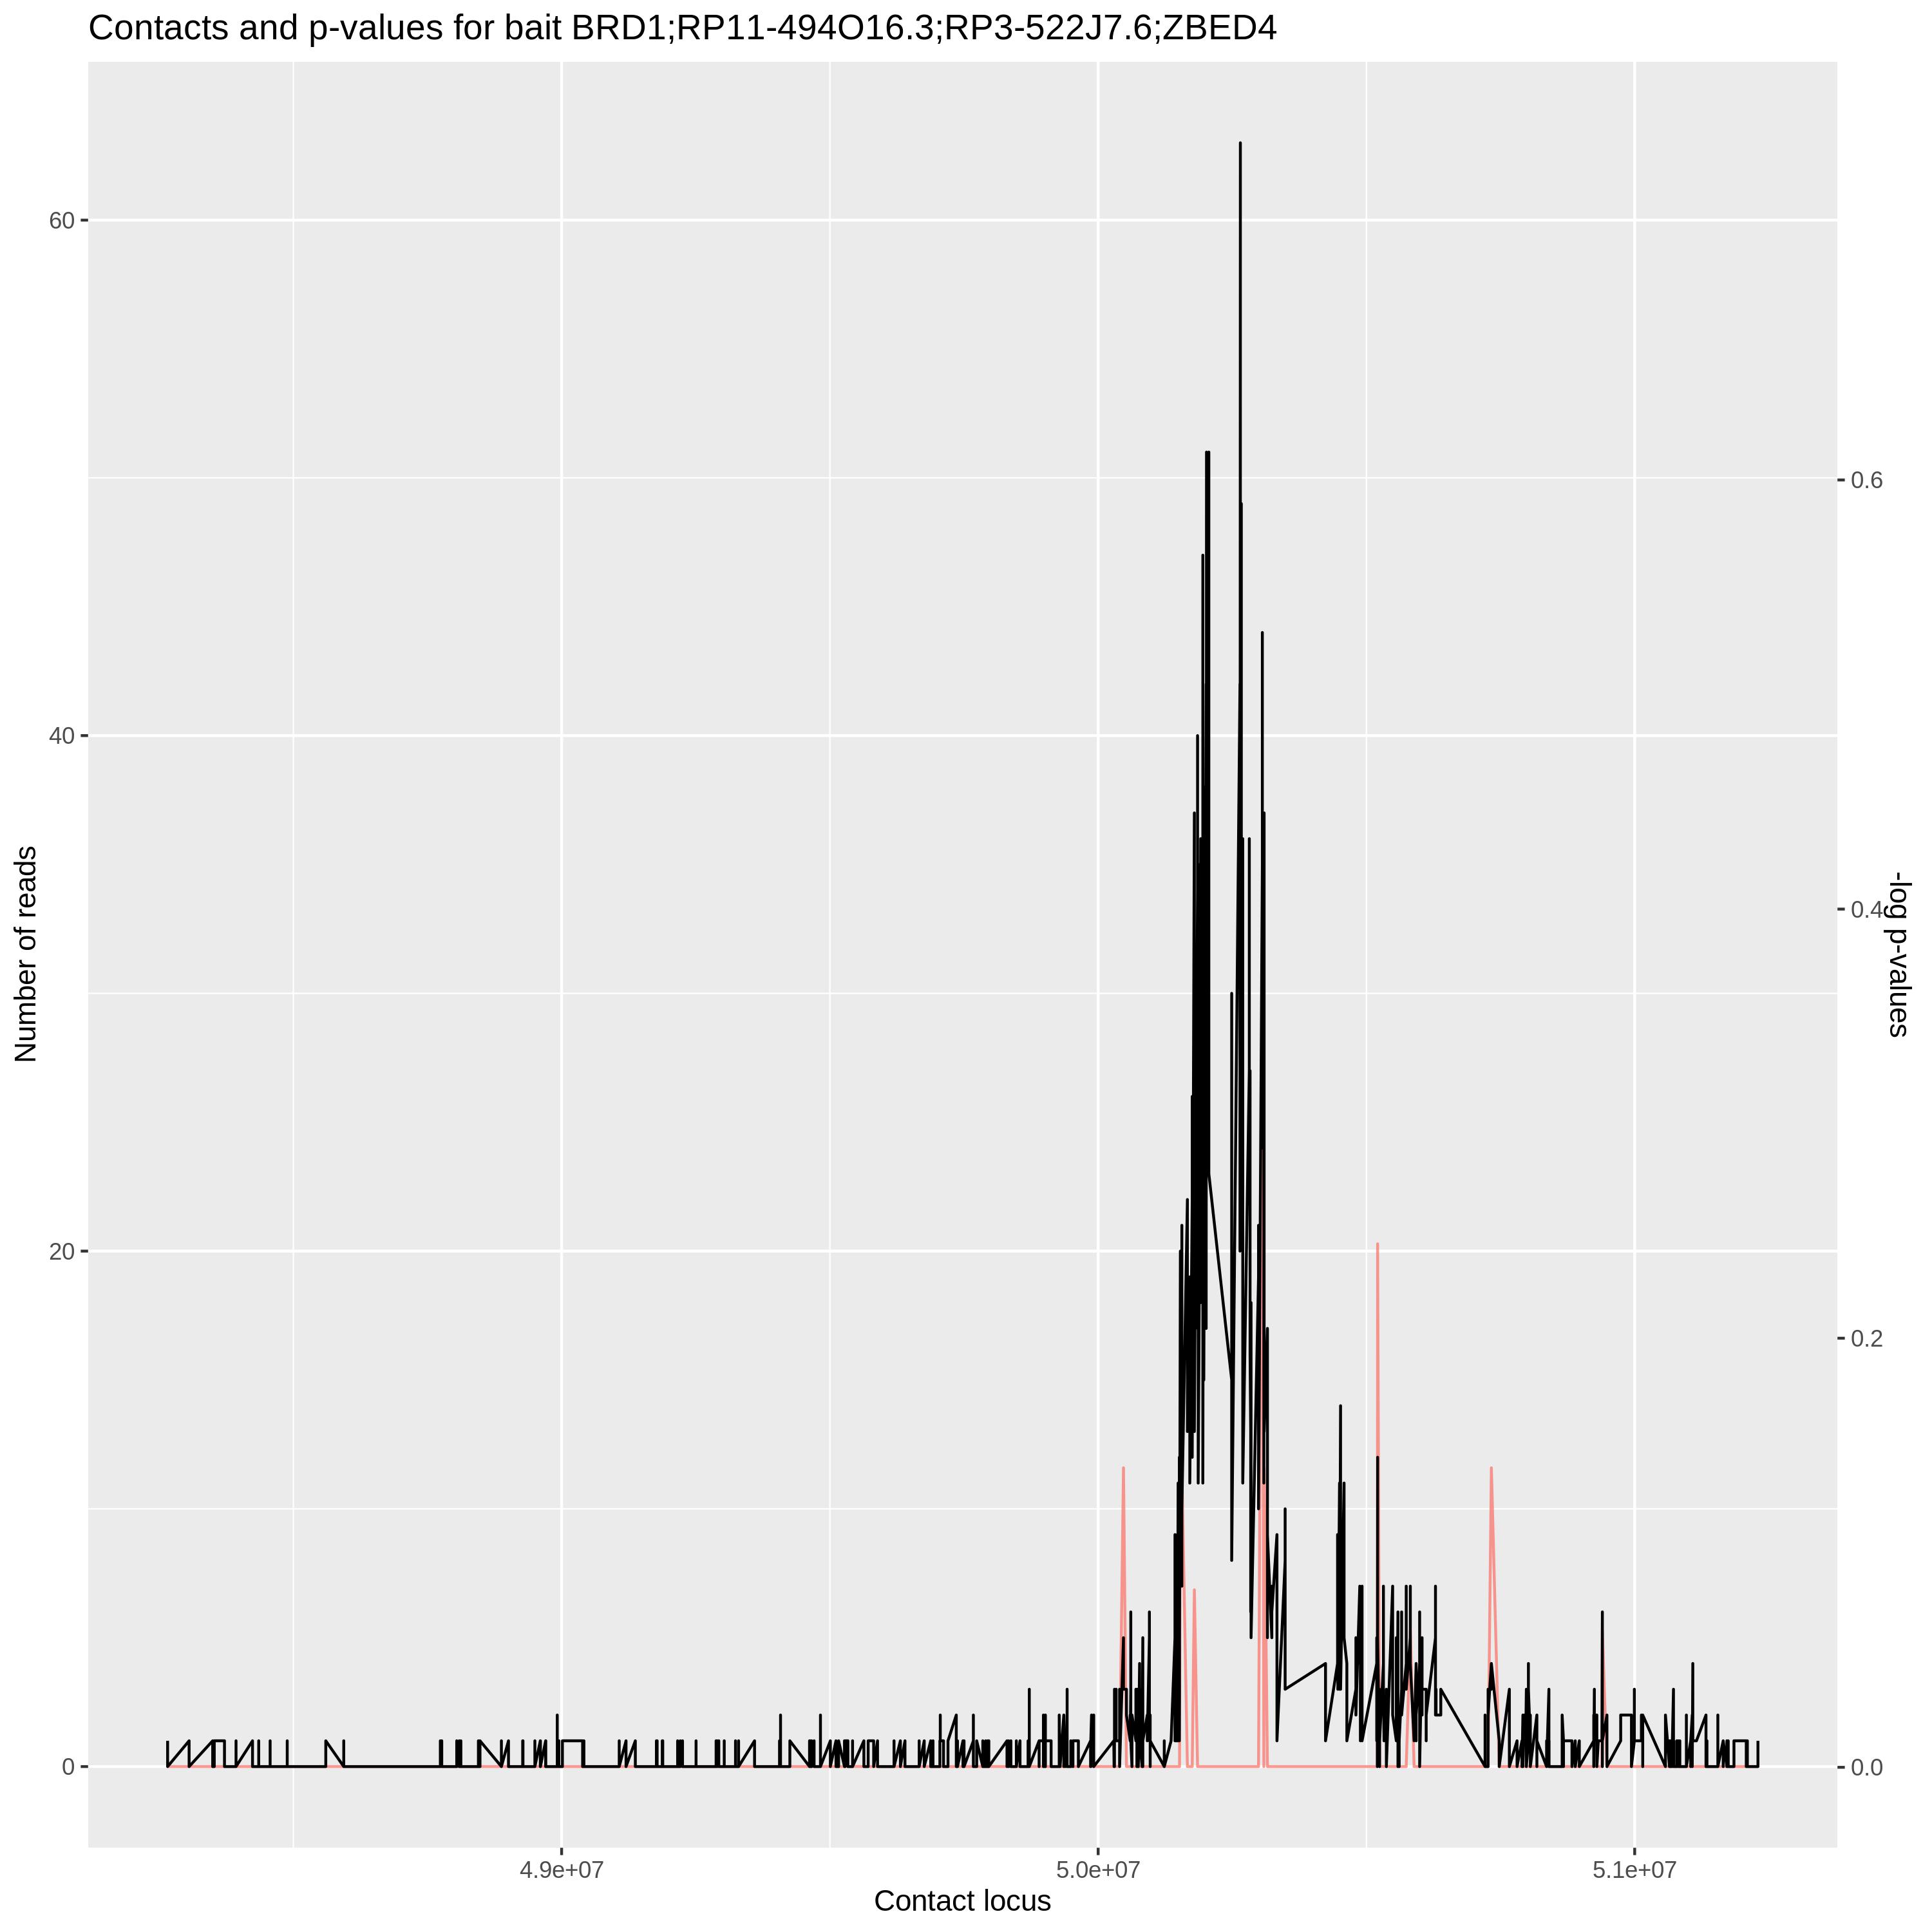 Contacts and p-values for bait BRD1;RP11-494O16.3;RP3-522J7.6;ZBED4
60
40
20
0
Number of reads
0.6
0.4
0.2
0.0
-log p-values
4.9e+07 5.0e+07 5.1e+07
Contact locus